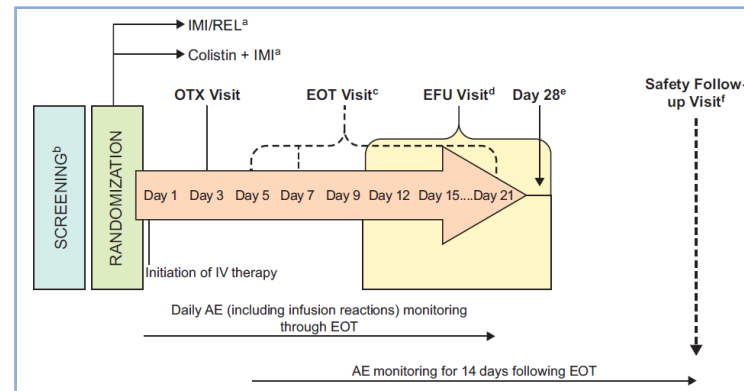 IMI/RELa
Colistin + IMIa
OTX Visit
EOT Visitc
EFU Visitd
Day 28e
Safety Follow-
up Visitf
SCREENINGb
RANDOMIZATION
Day 1 Day 3 Day 5 Day 7 Day 9 Day 12 Day 15....Day 21
Initiation of IV therapy
Daily AE (including infusion reactions) monitoring
through EOT
AE monitoring for 14 days following EOT